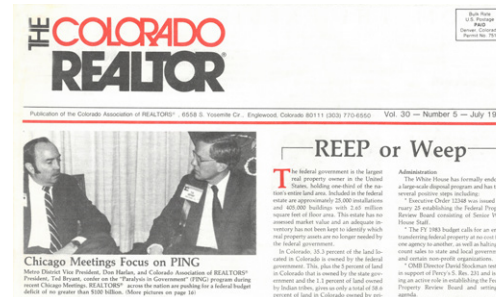 THE COLORADO
REALTOR®
Bulk Rate
U.S. Postage
PAID
Denver, Colorado
Permit No.
Publication of the Colorado Association of REALTORS®, 6558 S. Yosemite Cr., Englewood, Colorado 80111 (303) 770-6550 Vol. 30 — Number 5 — July 19
REEP or Weep
The federal government is the largest
real property owner in the United
States, holding one-third of the na-
tion's entire land area. Included in the federal
estate are approximately 25,000 installations
and 405,000 buildings with 2.65 million
square feet of floor area. This estate has no
assessed market value and an adequate in-
ventory has not been kept to identify which
real property assets are no longer needed by
the federal government.
In Colorado, 35.3 percent of the land lo-
cated in Colorado is owned by the federal
government. This, plus the 5 percent of land
in Colorado that is owned by the state gov-
ernment and the 1.1 percent of land owned
by Indian tribes, gives us only a total of 58.6
percent of land in Colorado owned by
Administration
The White House has formally endo
a large-scale disposal program and has t
several positive steps including:
* Executive Order 12348 was issued
ruary 25 establishing the Federal Prop
Review Board consisting of Senior W
House Staff.
* The FY 1983 budget calls for an en
transferring federal property at no cost
one agency to another, as well as halting
count sales to state and local governm
and certain non-profit organizations.
* OMB Director David Stockman test
in support of Percy's S. Res. 231 and
ing an active role in establishing the Fe
Property Review Board and setting
agenda.
Chicago Meetings Focus on PING
Metro District Vice President, Don Harlan, and Colorado Association of REALTORS®
President, Ted Bryant, confer on the "Paralysis in Government" (PING) program during
recent Chicago Meetings. REALTORS® across the nation are pushing for a federal budget
deficit of no greater than $100 billion. (More pictures on page 16)